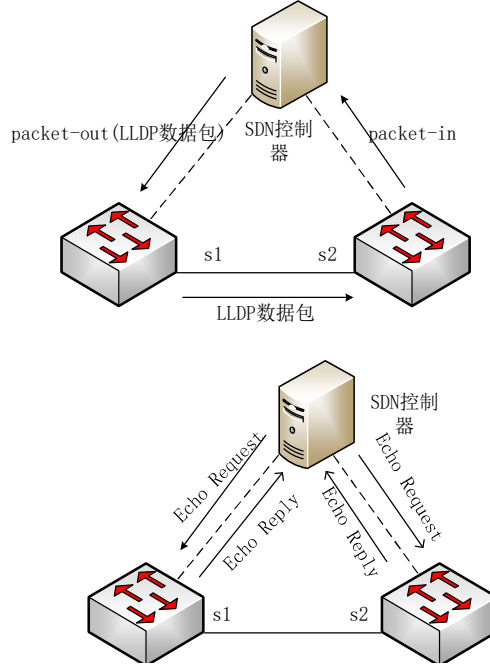 packet-out(LLDP数据包)
SDN控制
器
packet-in
s1
s2
LLDP数据包
SDN控制
器
Echo Request
Echo Reply
Echo Reply
Echo Request
s1
s2